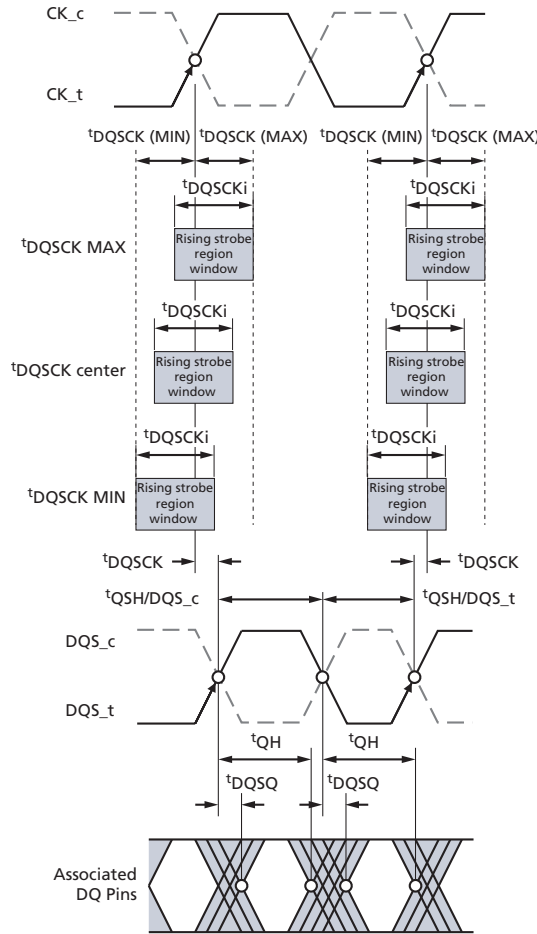 CK_c
CK_t
tDQSCK (MIN) tDQSCK (MAX) tDQSCK (MIN) tDQSCK (MAX)
tDQSCKi tDQSCKi
tDQSCK MAX
Rising strobe
region
window
Rising strobe
region
window
tDQSCKi tDQSCKi
tDQSCK center
Rising strobe
region
window
Rising strobe
region
window
tDQSCKi tDQSCKi
tDQSCK MIN
Rising strobe
region
window
Rising strobe
region
window
tDQSCK tDQSCK
tQSH/DQS_c tQSH/DQS_t
DQS_c
DQS_t
tQH tQH
tDQSQ tDQSQ
Associated
DQ Pins